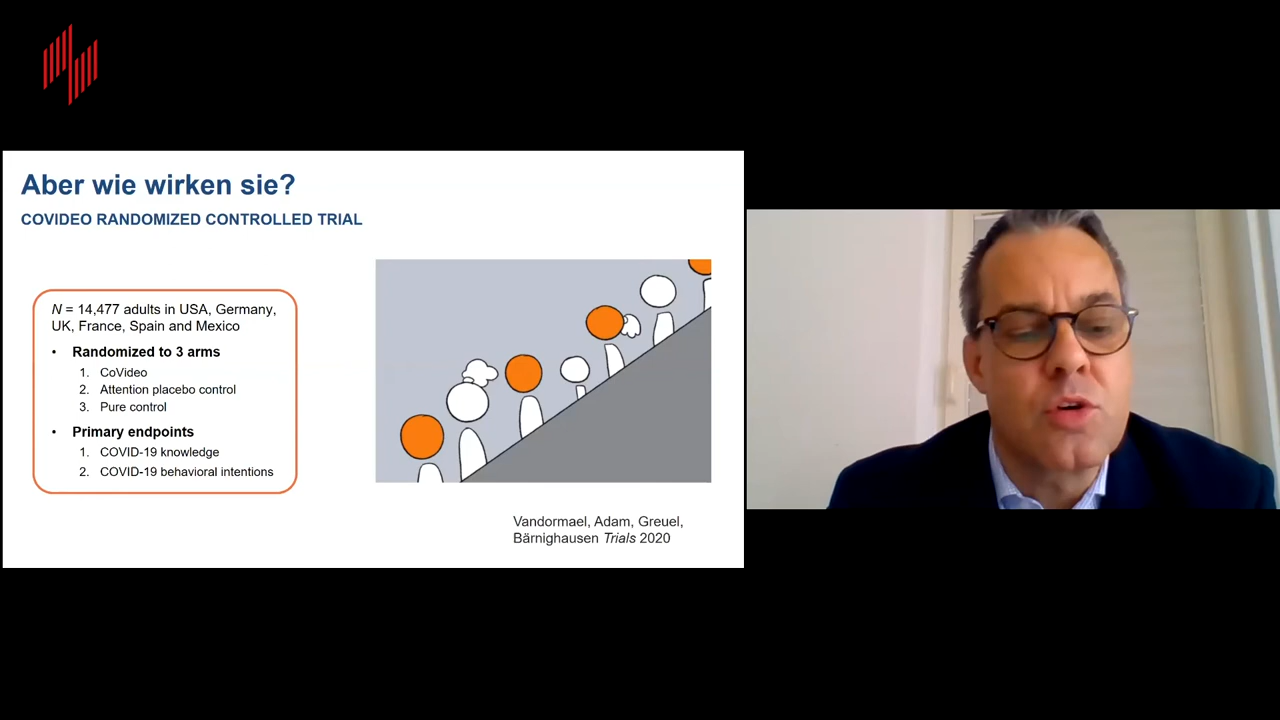 Aber wie wirken sie?
COVIDEO RANDOMIZED CONTROLLED TRIAL
N = 14,477 adults in USA, Germany,
UK, France, Spain and Mexico
• Randomized to 3 arms
1. CoVideo
2. Attention placebo control
3. Pure control
• Primary endpoints
1. COVID-19 knowledge
2. COVID-19 behavioral intentions
Vandormael, Adam, Greuel,
Bärnighausen Trials 2020